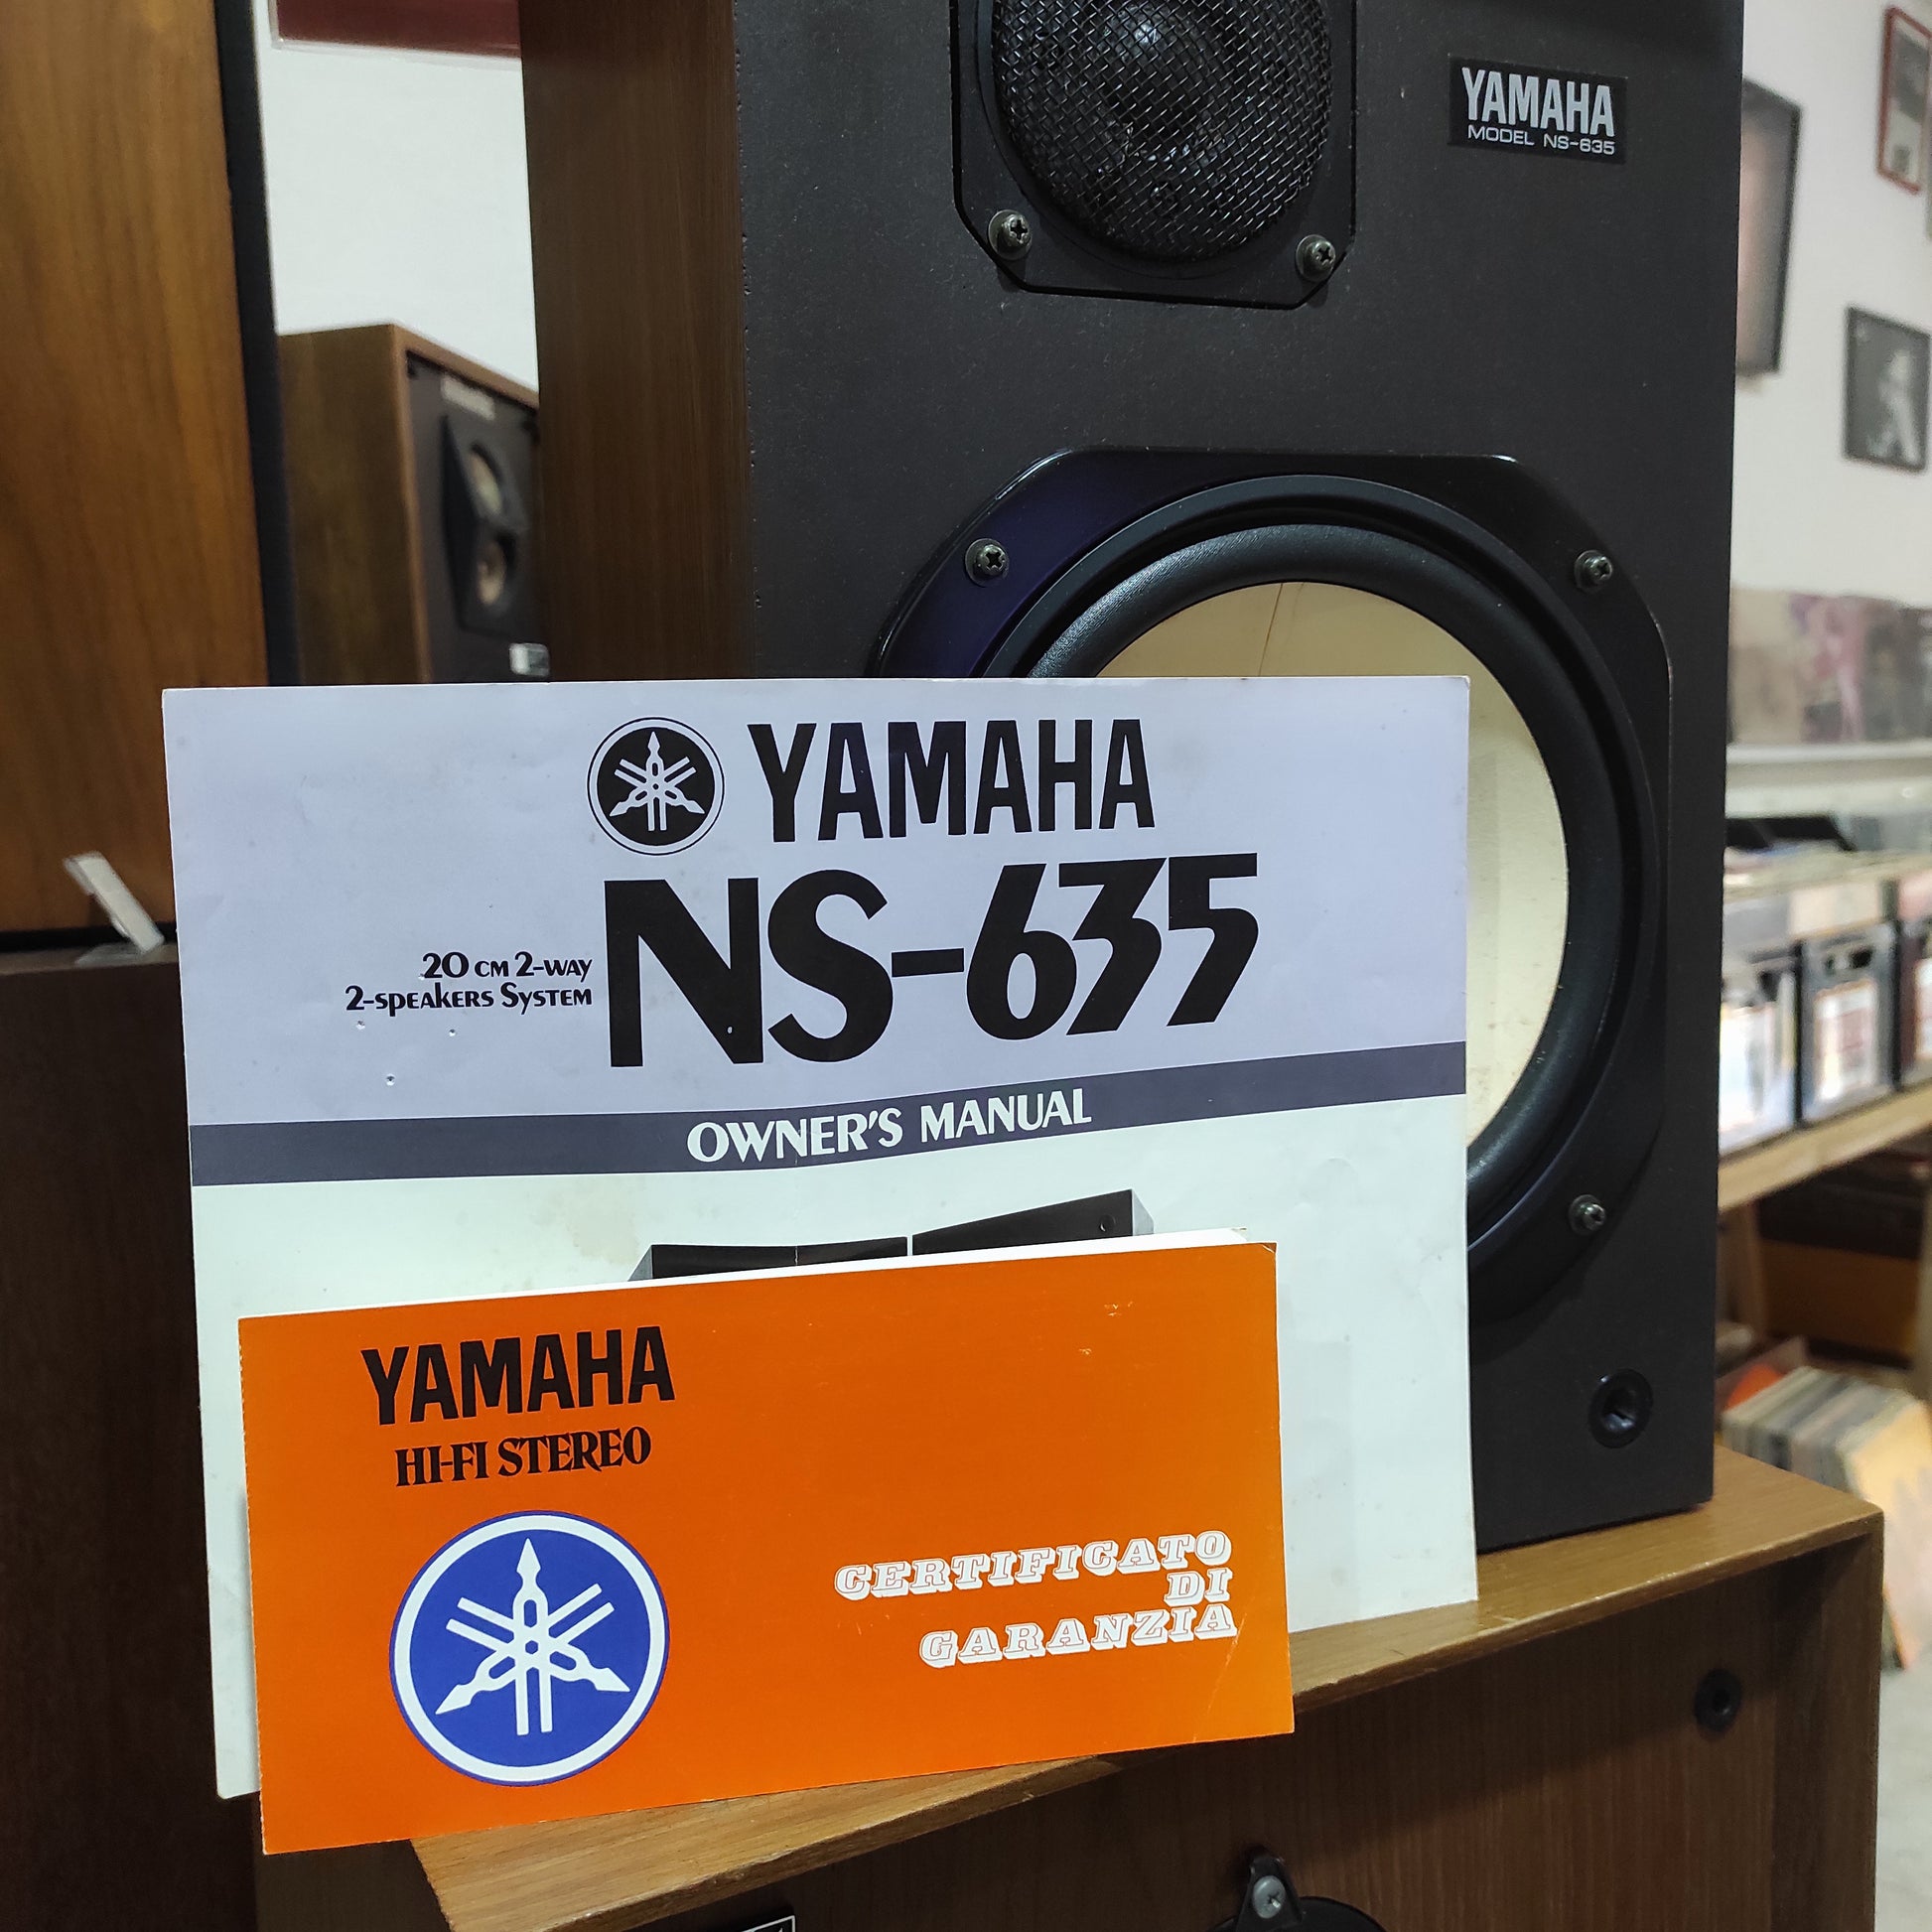 YAMAHA
MODEL NS-635
YAMAHA
NS-635
20 cm 2-way
2-speakers System
OWNER'S MANUAL
YAMAHA
HI-FI STEREO
CERTIFICATO
DI
GARANZIA